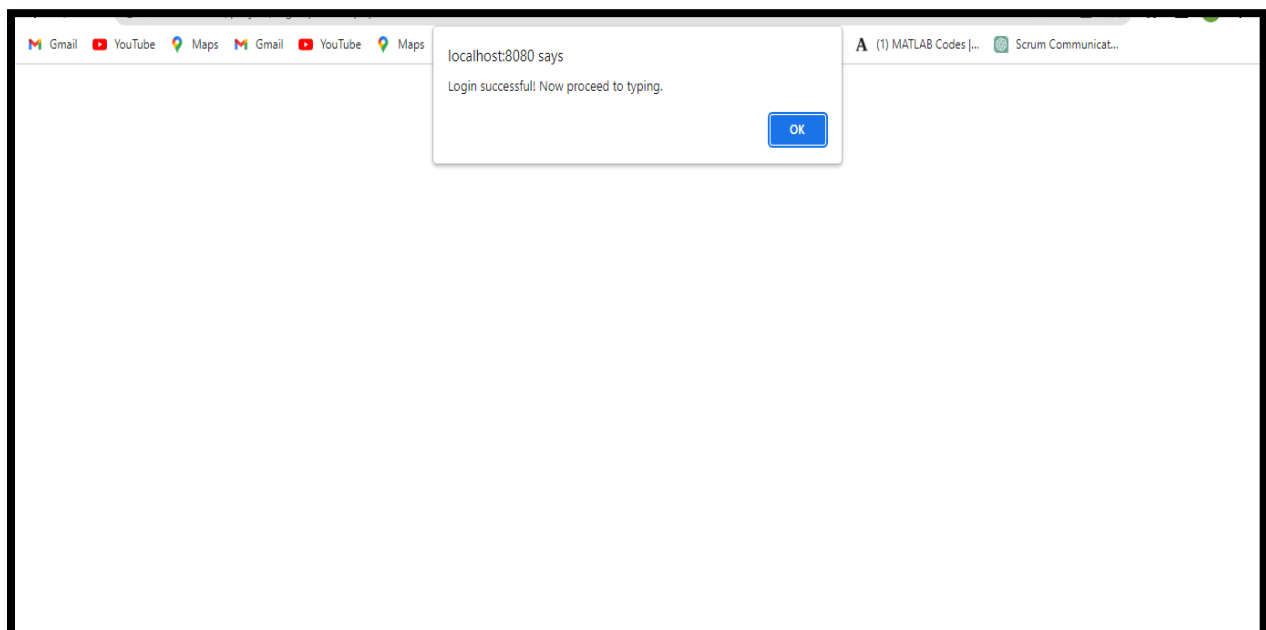 Gmail YouTube Maps Gmail YouTube Maps A (1) MATLAB Codes |... Scrum Communicat...
localhost:8080 says
Login successful! Now proceed to typing.
OK